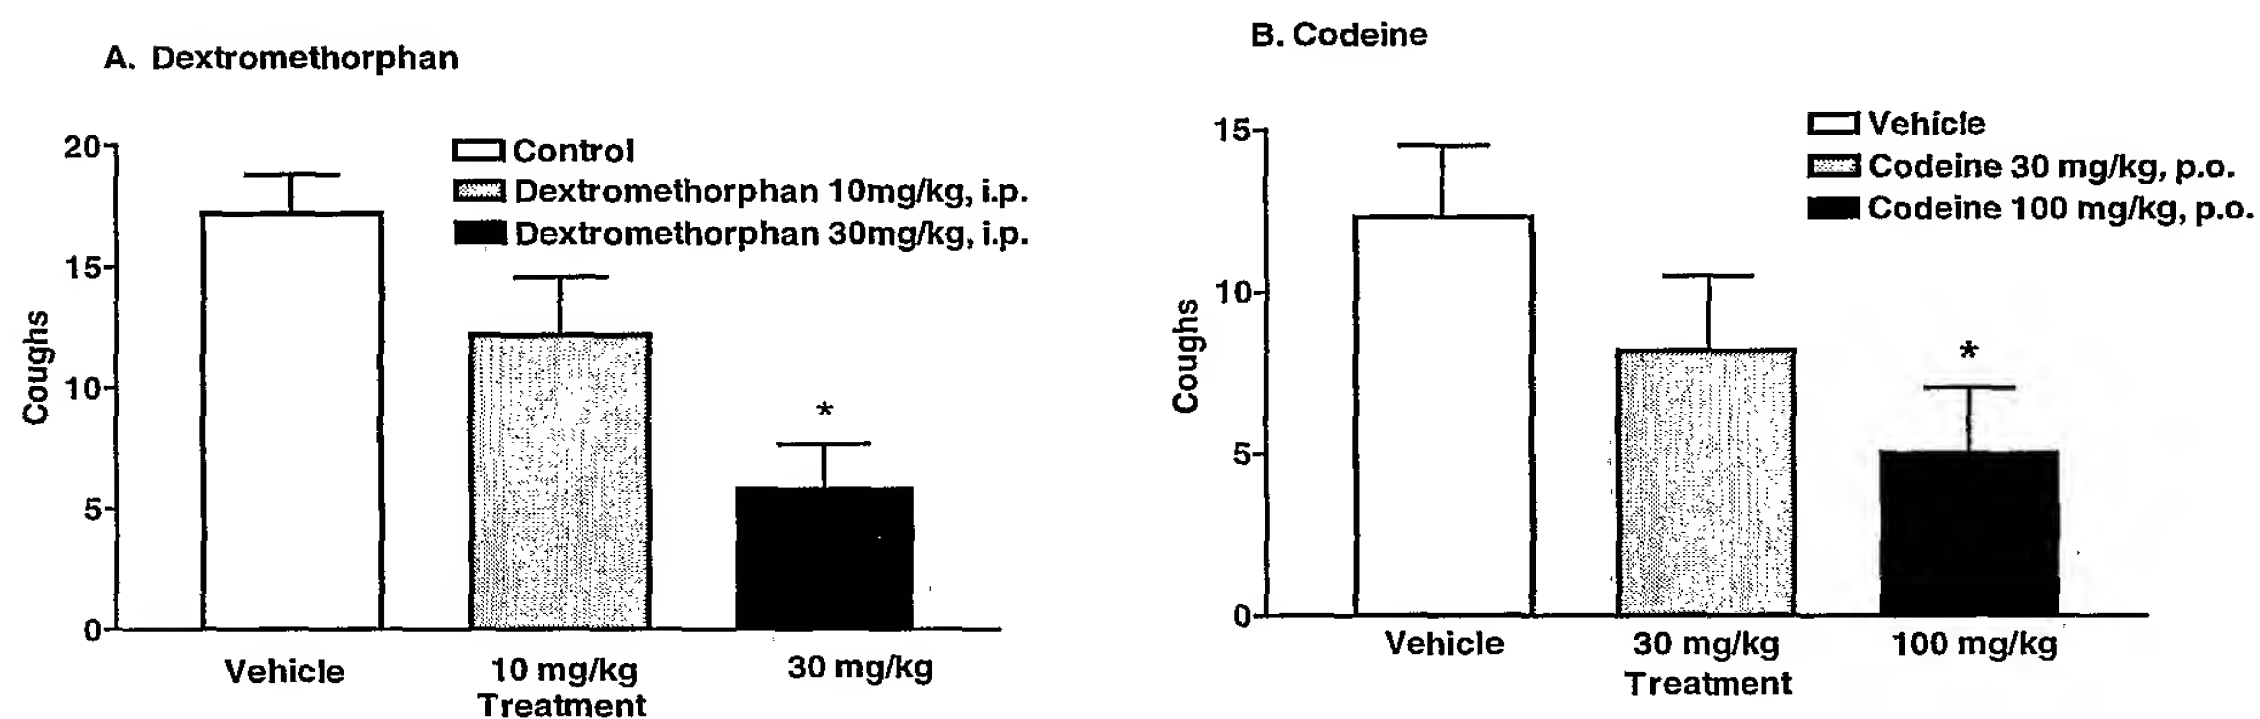 A. Dextromethorphan
20
15
10
5
0
Coughs
Control
Dextromethorphan 10mg/kg, i.p.
Dextromethorphan 30mg/kg, i.p.
*
Vehicle
10 mg/kg
30 mg/kg
Treatment
B. Codeine
15
10
5
0
Coughs
Vehicle
Codeine 30 mg/kg, p.o.
Codeine 100 mg/kg, p.o.
*
Vehicle
30 mg/kg
100 mg/kg
Treatment